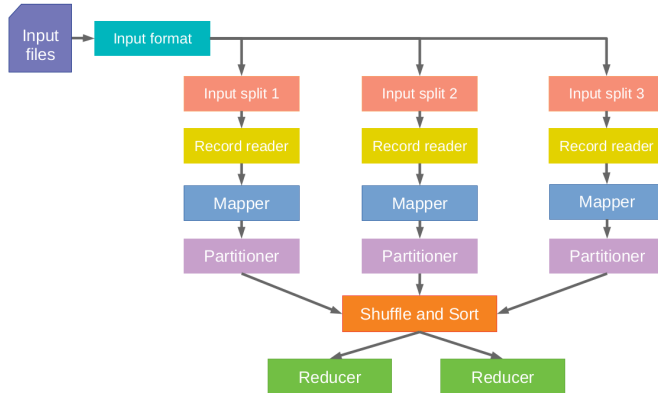 Input
files
Input format
Input split 1
Input split 2
Input split 3
Record reader
Record reader
Record reader
Mapper
Mapper
Mapper
Partitioner
Partitioner
Partitioner
Shuffle and Sort
Reducer
Reducer